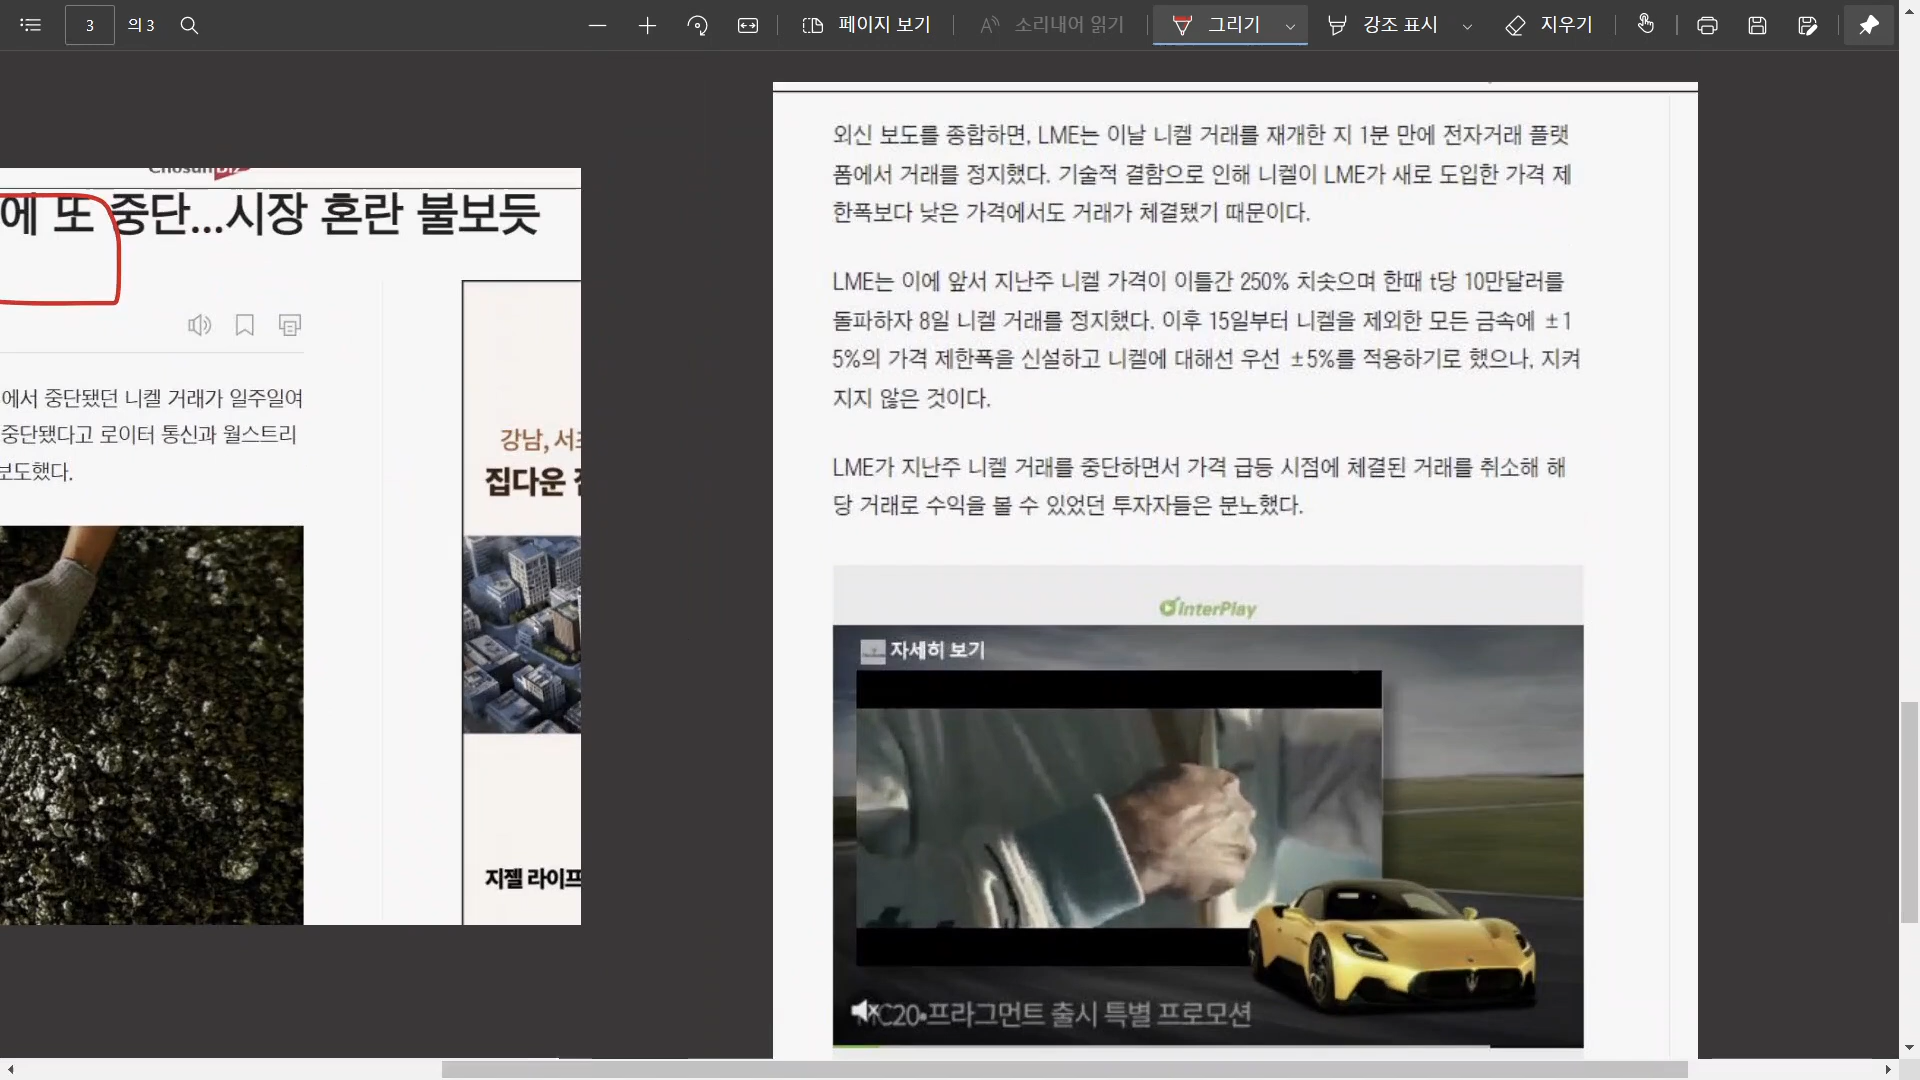 3
의 3
페이지 보기
소리내어 읽기
그리기
강조 표시
지우기
에 또 중단...시장 혼란 불보듯
에서 중단됐던 니켈 거래가 일주일여
중단됐다고 로이터 통신과 월스트리
보도했다.
강남, 서초
집다운
지젤 라이프
외신 보도를 종합하면, LME는 이날 니켈 거래를 재개한 지 1분 만에 전자거래 플랫
폼에서 거래를 정지했다. 기술적 결함으로 인해 니켈이 LME가 새로 도입한 가격 제
한폭보다 낮은 가격에서도 거래가 체결됐기 때문이다.
LME는 이에 앞서 지난주 니켈 가격이 이틀간 250% 치솟으며 한때 t당 10만달러를
돌파하자 8일 니켈 거래를 정지했다. 이후 15일부터 니켈을 제외한 모든 금속에 ±1
5%의 가격 제한폭을 신설하고 니켈에 대해선 우선 ±5%를 적용하기로 했으나, 지켜
지지 않은 것이다.
LME가 지난주 니켈 거래를 중단하면서 가격 급등 시점에 체결된 거래를 취소해 해
당 거래로 수익을 볼 수 있었던 투자자들은 분노했다.
InterPlay
자세히 보기
MC20•프라그먼트 출시 특별 프로모션